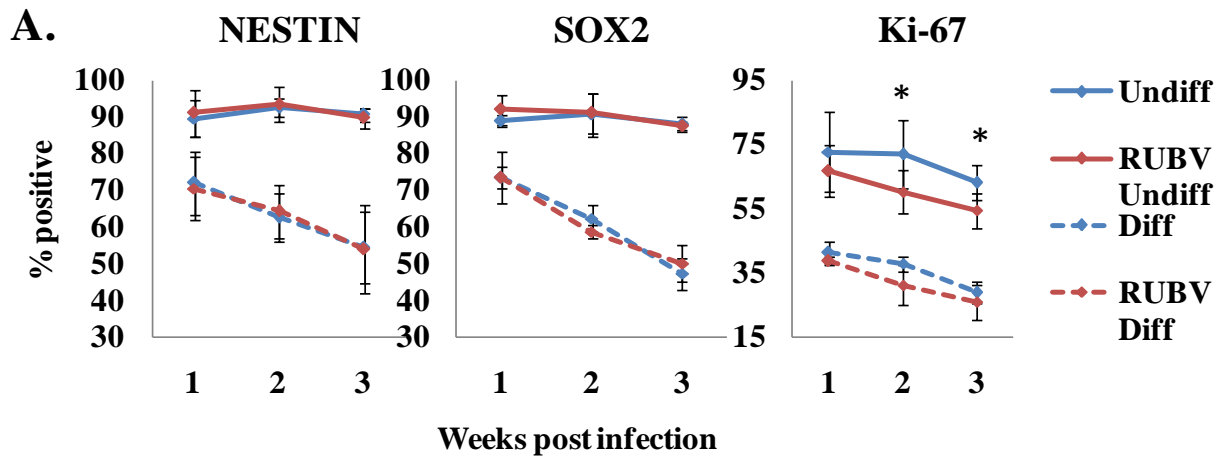 A.
NESTIN
SOX2
Ki-67
100
90
80
70
60
50
40
30
1 2 3
100
90
80
70
60
50
40
30
1 2 3
95
75
55
35
15
*
*
1 2 3
% positive
Weeks post infection
Undiff
RUBV
Undiff
Diff
RUBV
Diff